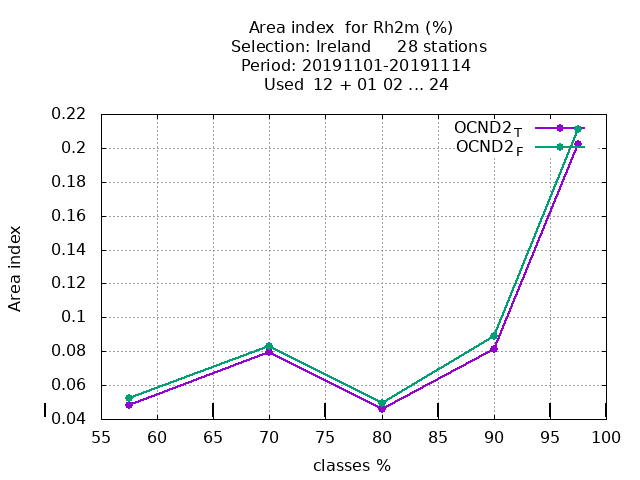 Area index  for Rh2m (%)
Selection: Ireland     28 stations
Period: 20191101-20191114
Used  12 + 01 02 ... 24
OCND2T
OCND2F
0.22
0.2
0.18
0.16
0.14
0.12
0.1
0.08
0.06
0.04
Area index
55 60 65 70 75 80 85 90 95 100
classes %